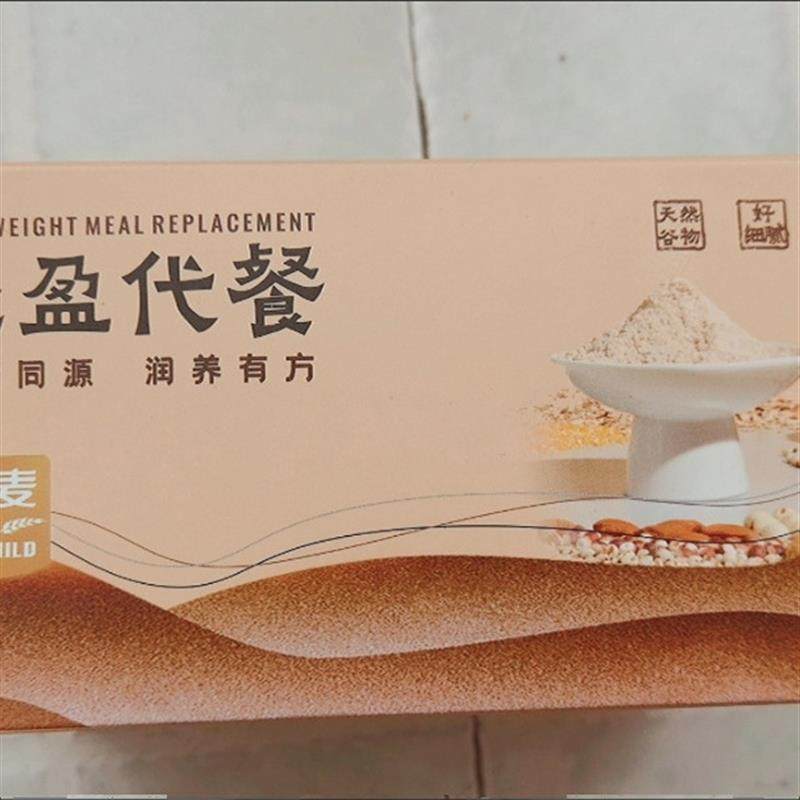 WEIGHT MEAL REPLACEMENT
盈代餐
同源 润养有方
天然
谷物
好
细腻
麦
HILD